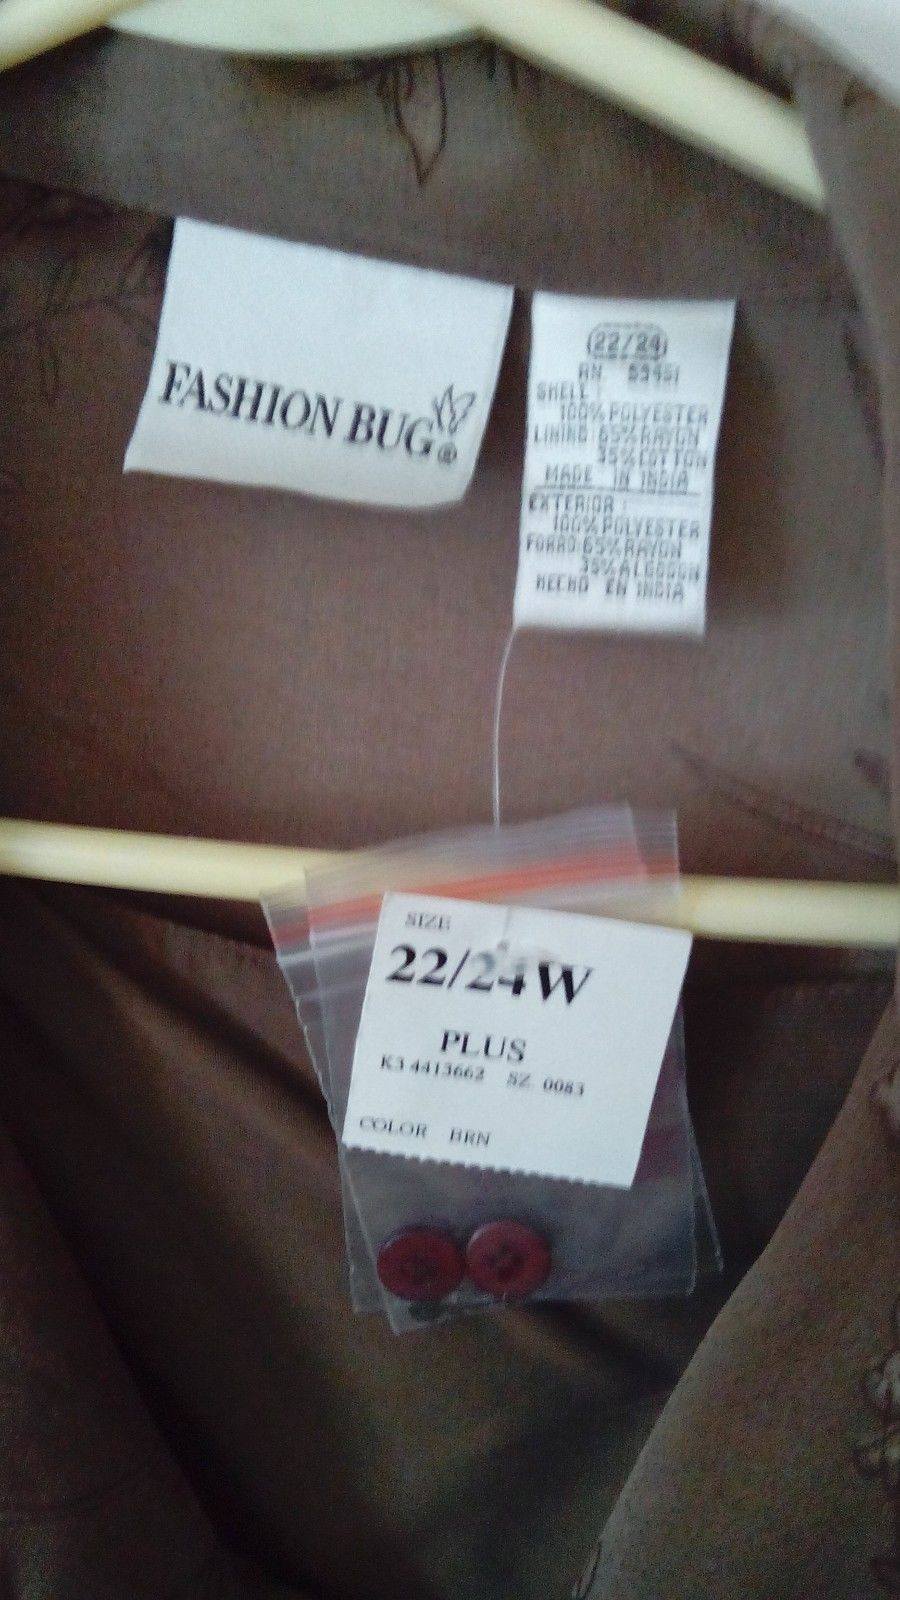 FASHION BUG®
22/24
RN 53451
SHELL:
100% POLYESTER
LINING: 65% RAYON
35% COTTON
MADE IN INDIA
EXTERIOR:
100% POLYESTER
FORRO: 65% RAYON
35% ALGODON
HECHO EN INDIA
SIZE
22/24W
PLUS
K3 4413662 SZ 0083
COLOR BRN